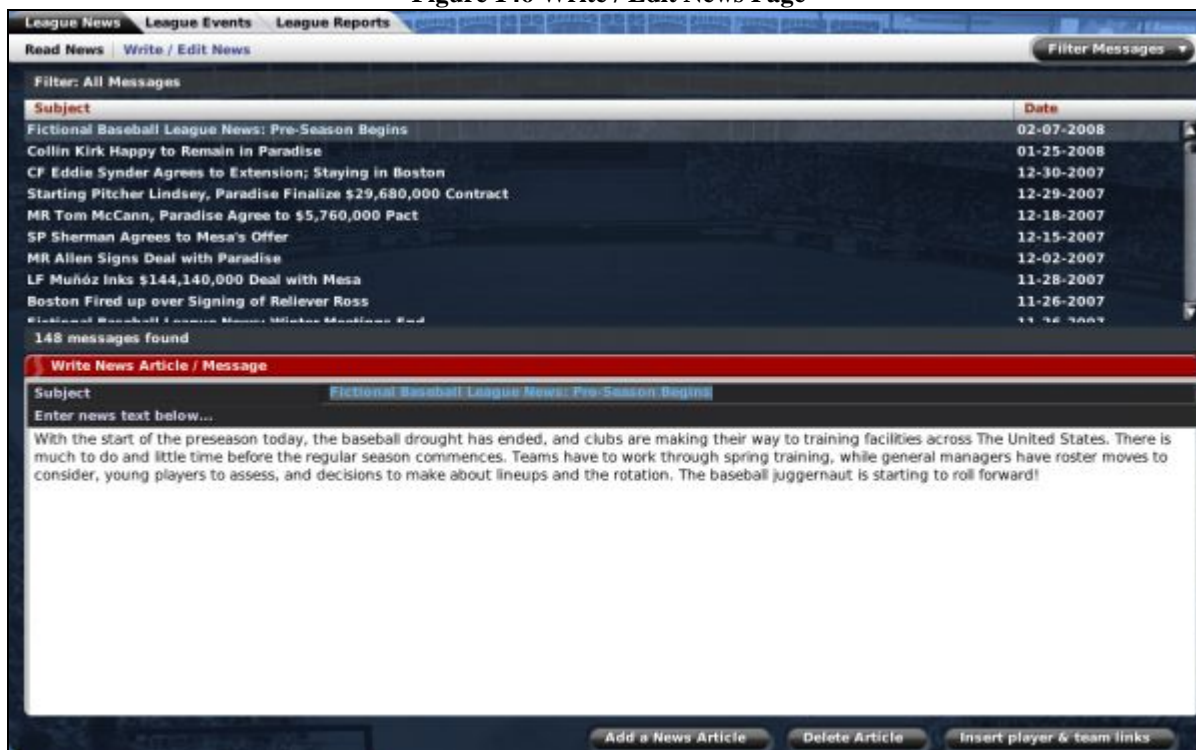 Figure 146 Write / Edit News Page
League News League Events League Reports
Read News Write / Edit News Filter Messages
Filter: All Messages
Subject Date
Fictional Baseball League News: Pre-Season Begins 02-07-2008
Collin Kirk Happy to Remain in Paradise 01-25-2008
CF Eddie Synder Agrees to Extension; Staying in Boston 12-30-2007
Starting Pitcher Lindsey, Paradise Finalize $29,680,000 Contract 12-29-2007
MR Tom McCann, Paradise Agree to $5,760,000 Pact 12-18-2007
SP Sherman Agrees to Mesa's Offer 12-15-2007
MR Allen Signs Deal with Paradise 12-02-2007
LF Muñóz Inks $144,140,000 Deal with Mesa 11-28-2007
Boston Fired up over Signing of Reliever Ross 11-26-2007
Fictional Baseball League News: Winter Meetings End 11-26-2007
148 messages found
Write News Article / Message
Subject Fictional Baseball League News: Pre-Season Begins
Enter news text below...
With the start of the preseason today, the baseball drought has ended, and clubs are making their way to training facilities across The United States. There is
much to do and little time before the regular season commences. Teams have to work through spring training, while general managers have roster moves to
consider, young players to assess, and decisions to make about lineups and the rotation. The baseball juggernaut is starting to roll forward!
Add a News Article Delete Article Insert player & team links